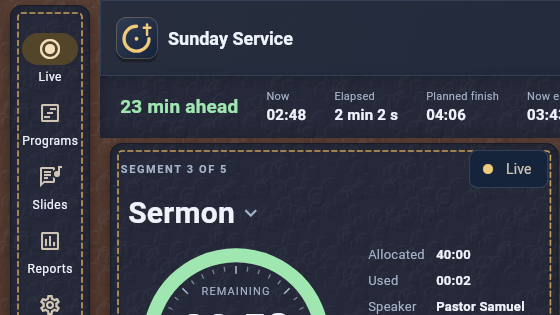 Sunday Service
Live
Programs
Slides
Reports
23 min ahead
Now
02:48
Elapsed
2 min 2 s
Planned finish
04:06
Now
SEGMENT 3 OF 5
Live
Sermon
REMAINING
Allocated 40:00
Used 00:02
Speaker Pastor Samuel